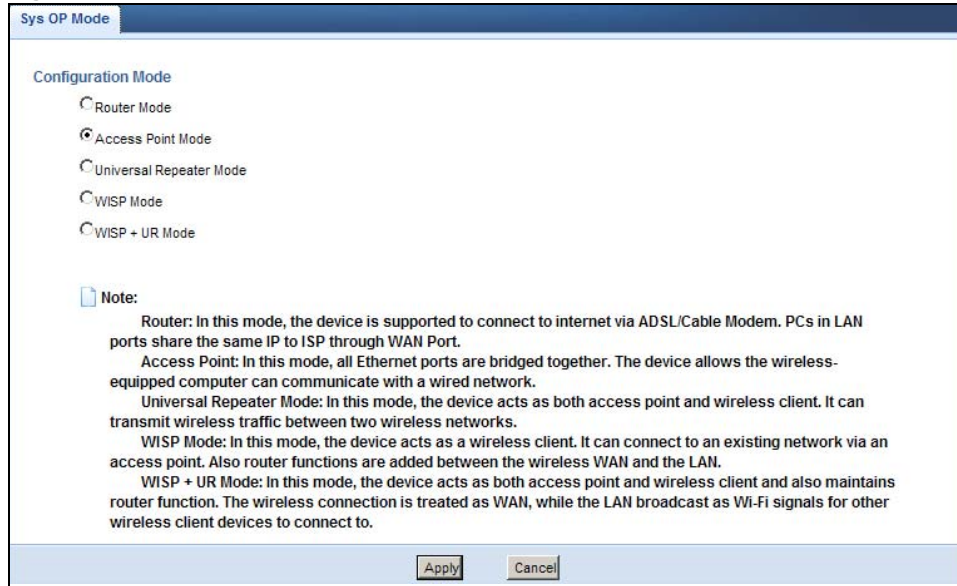 Sys OP Mode
Configuration Mode
Router Mode
Access Point Mode
Universal Repeater Mode
WISP Mode
WISP + UR Mode
Note:
Router: In this mode, the device is supported to connect to internet via ADSL/Cable Modem. PCs in LAN
ports share the same IP to ISP through WAN Port.
Access Point: In this mode, all Ethernet ports are bridged together. The device allows the wireless-
equipped computer can communicate with a wired network.
Universal Repeater Mode: In this mode, the device acts as both access point and wireless client. It can
transmit wireless traffic between two wireless networks.
WISP Mode: In this mode, the device acts as a wireless client. It can connect to an existing network via an
access point. Also router functions are added between the wireless WAN and the LAN.
WISP + UR Mode: In this mode, the device acts as both access point and wireless client and also maintains
router function. The wireless connection is treated as WAN, while the LAN broadcast as Wi-Fi signals for other
wireless client devices to connect to.
Apply Cancel